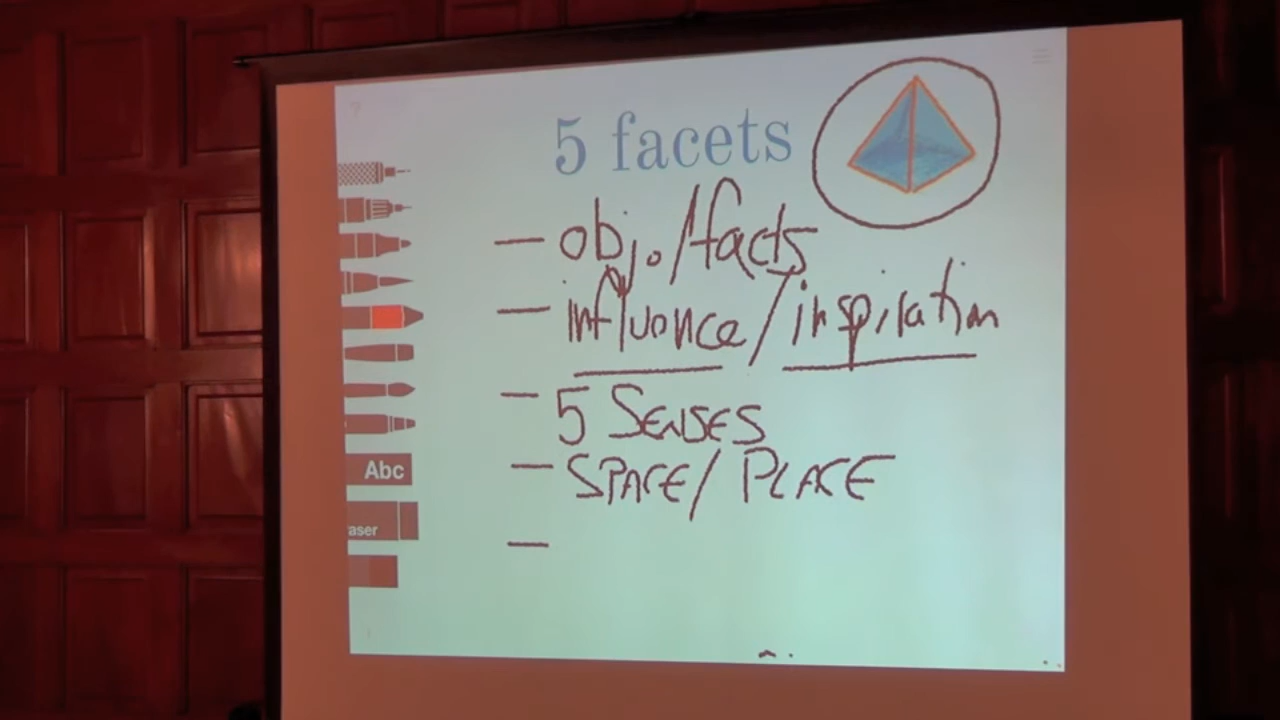 5 facets
— obj./facts
— influence/inspiration
— 5 SENSES
— SPACE/PLACE
—
Abc
aser